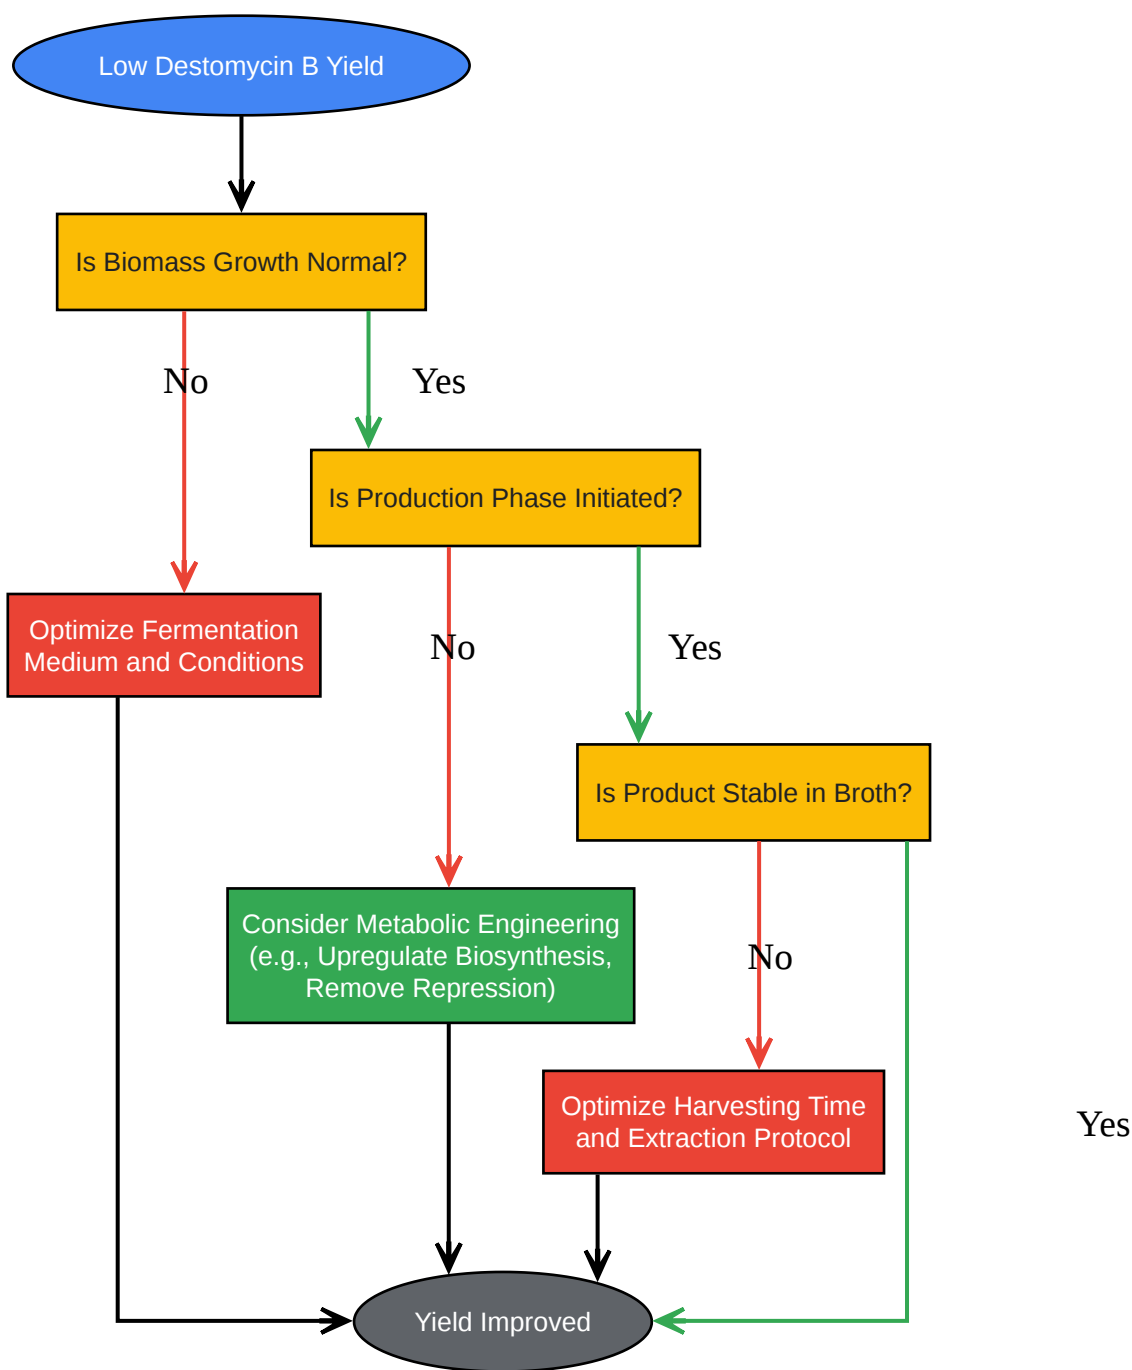 Low Destomycin B Yield
Is Biomass Growth Normal?
No
Yes
Is Production Phase Initiated?
Optimize Fermentation
Medium and Conditions
No
Yes
Is Product Stable in Broth?
Consider Metabolic Engineering
(e.g., Upregulate Biosynthesis,
Remove Repression)
No
Optimize Harvesting Time
and Extraction Protocol
Yes
Yield Improved